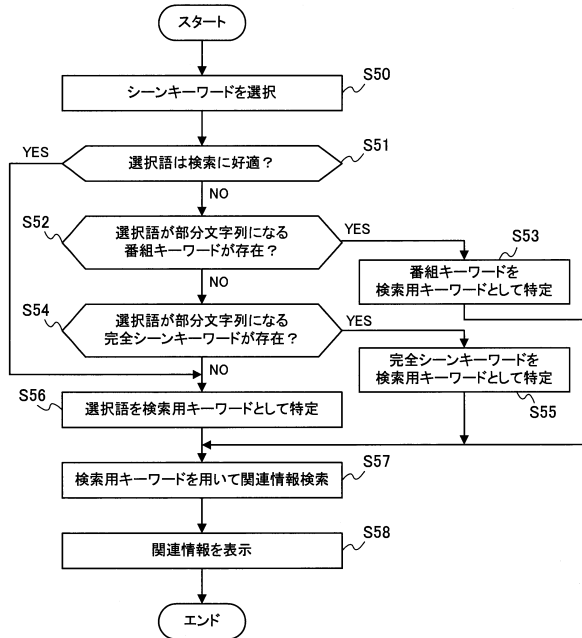 スタート
シーンキーワードを選択
S50
選択語は検索に好適？
S51
YES
NO
選択語が部分文字列になる
番組キーワードが存在？
S52
YES
NO
番組キーワードを
検索用キーワードとして特定
S53
選択語が部分文字列になる
完全シーンキーワードが存在？
S54
YES
NO
完全シーンキーワードを
検索用キーワードとして特定
S55
選択語を検索用キーワードとして特定
S56
検索用キーワードを用いて関連情報検索
S57
関連情報を表示
S58
エンド